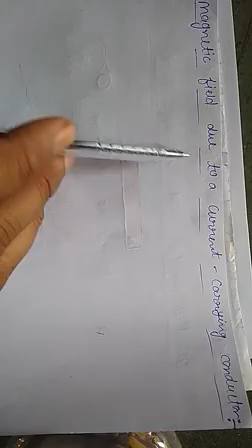 magnetic field due to a current - carrying conductor: